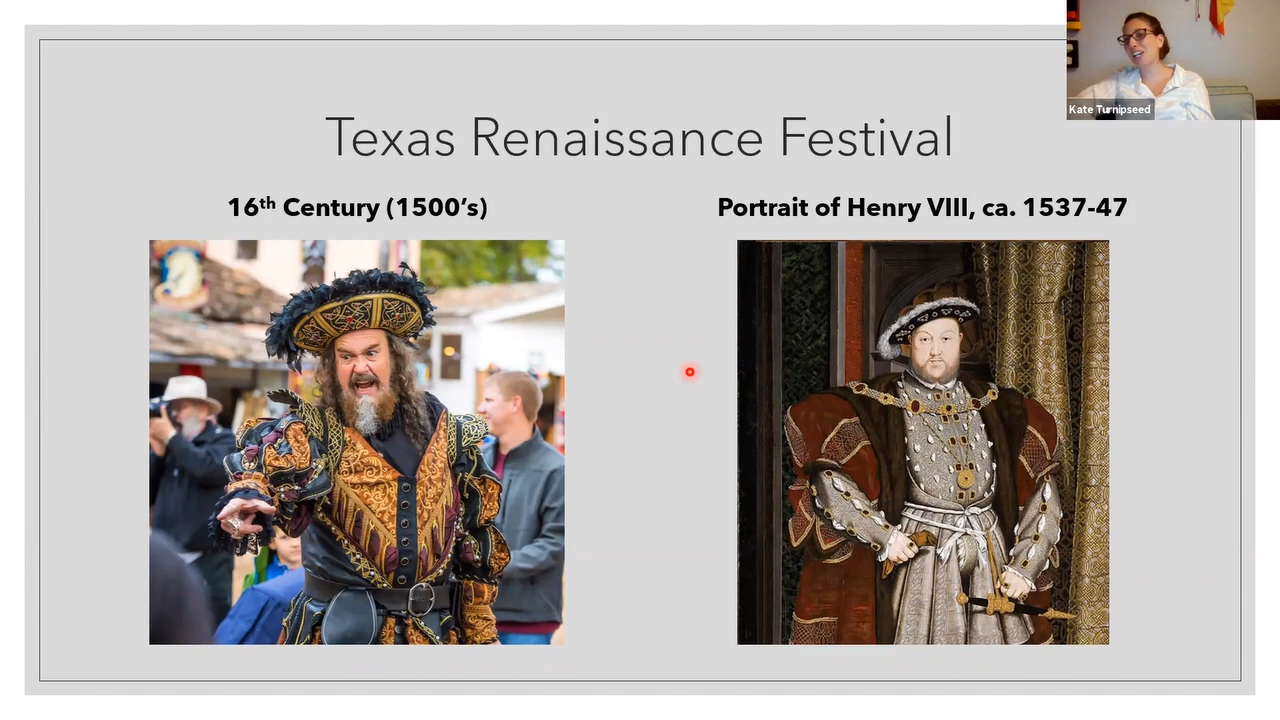 Kate Turnipseed
Texas Renaissance Festival
16th Century (1500’s)
Portrait of Henry VIII, ca. 1537-47